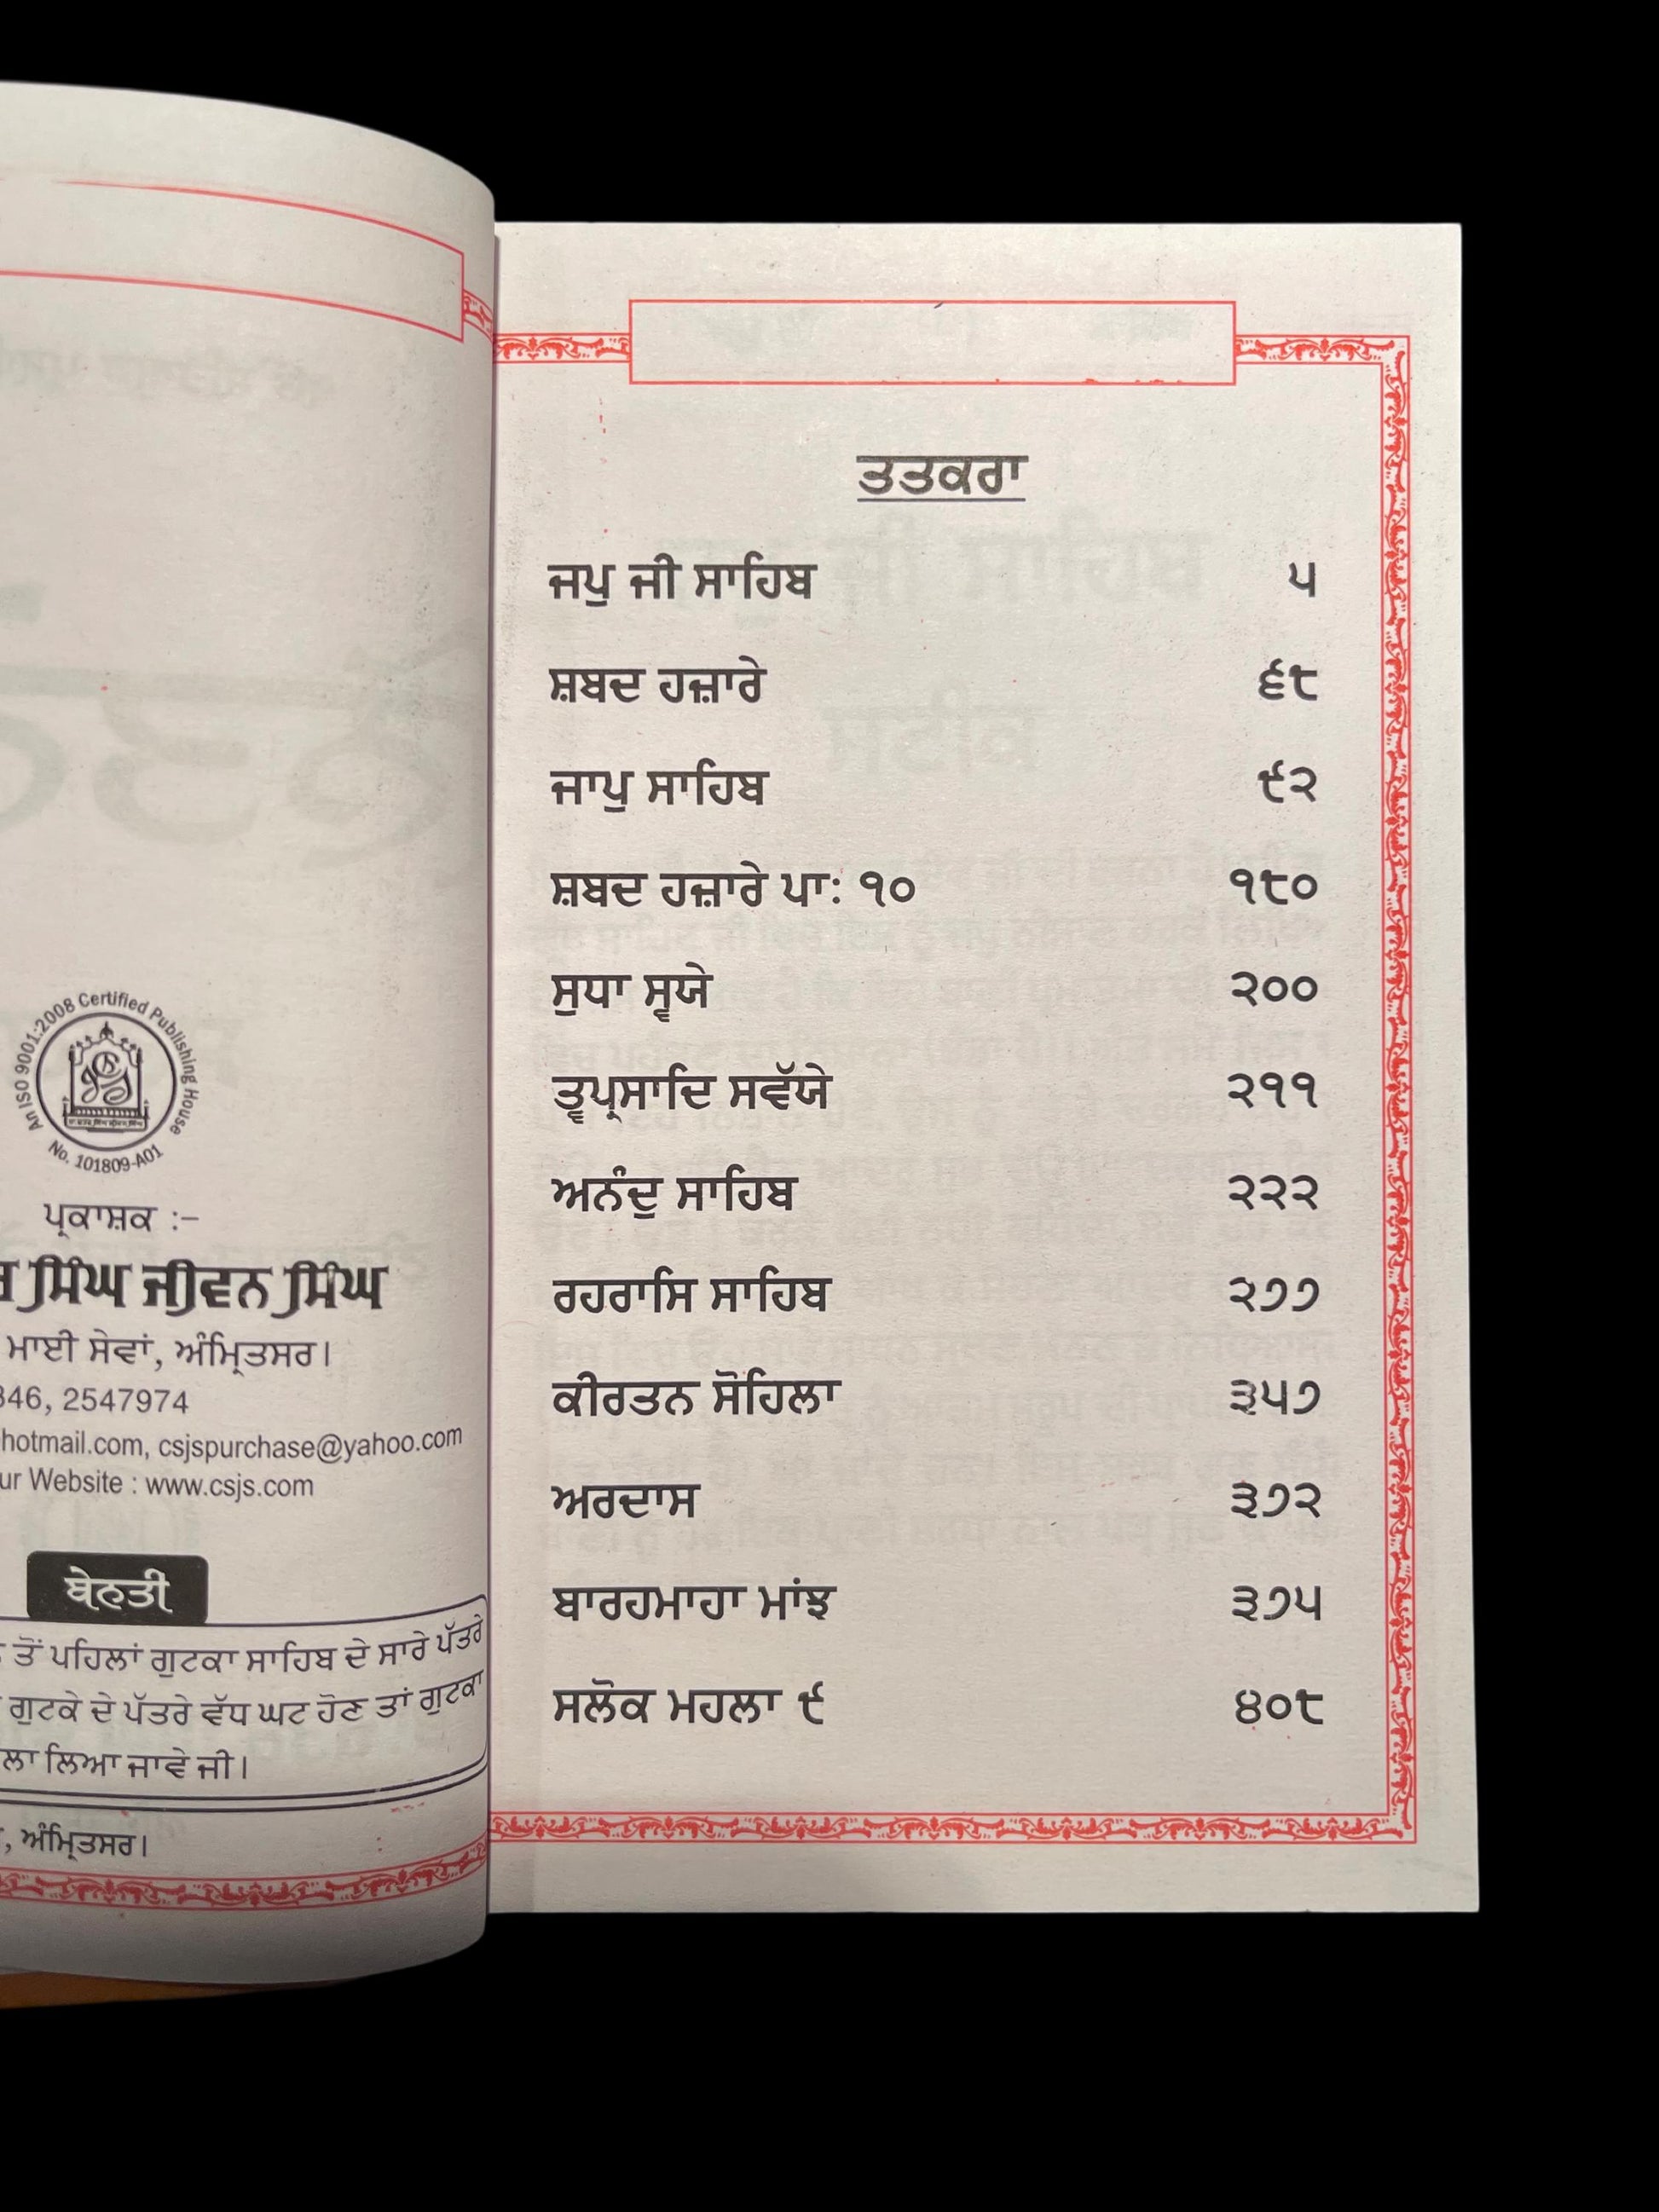 An ISO 9001:2008 Certified Publishing House
No. 101809-A01
ਪ੍ਰਕਾਸ਼ਕ :–
ਸਿੰਘ ਜੀਵਨ ਸਿੰਘ
ਮਾਈ ਸੇਵਾਂ, ਅੰਮ੍ਰਿਤਸਰ।
346, 2547974
hotmail.com, csjspurchase@yahoo.com
ur Website : www.csjs.com
ਬੇਨਤੀ
ਤੋਂ ਪਹਿਲਾਂ ਗੁਟਕਾ ਸਾਹਿਬ ਦੇ ਸਾਰੇ ਪੱਤਰੇ
ਗੁਟਕੇ ਦੇ ਪੱਤਰੇ ਵੱਧ ਘਟ ਹੋਣ ਤਾਂ ਗੁਟਕਾ
ਲਾ ਲਿਆ ਜਾਵੇ ਜੀ।
, ਅੰਮ੍ਰਿਤਸਰ।
ਤਤਕਰਾ
ਜਪੁ ਜੀ ਸਾਹਿਬ ੫
ਸ਼ਬਦ ਹਜ਼ਾਰੇ ੬੮
ਜਾਪੁ ਸਾਹਿਬ ੯੨
ਸ਼ਬਦ ਹਜ਼ਾਰੇ ਪਾ: ੧੦ ੧੮੦
ਸੁਧਾ ਸ੍ਵਯੇ ੨੦੦
ਤ੍ਵਪ੍ਰਸਾਦਿ ਸਵੱਯੇ ੨੧੧
ਅਨੰਦੁ ਸਾਹਿਬ ੨੨੨
ਰਹਰਾਸਿ ਸਾਹਿਬ ੨੭੭
ਕੀਰਤਨ ਸੋਹਿਲਾ ੩੫੭
ਅਰਦਾਸ ੩੭੨
ਬਾਰਹਮਾਹਾ ਮਾਂਝ ੩੭੫
ਸਲੋਕ ਮਹਲਾ ੯ ੪੦੮